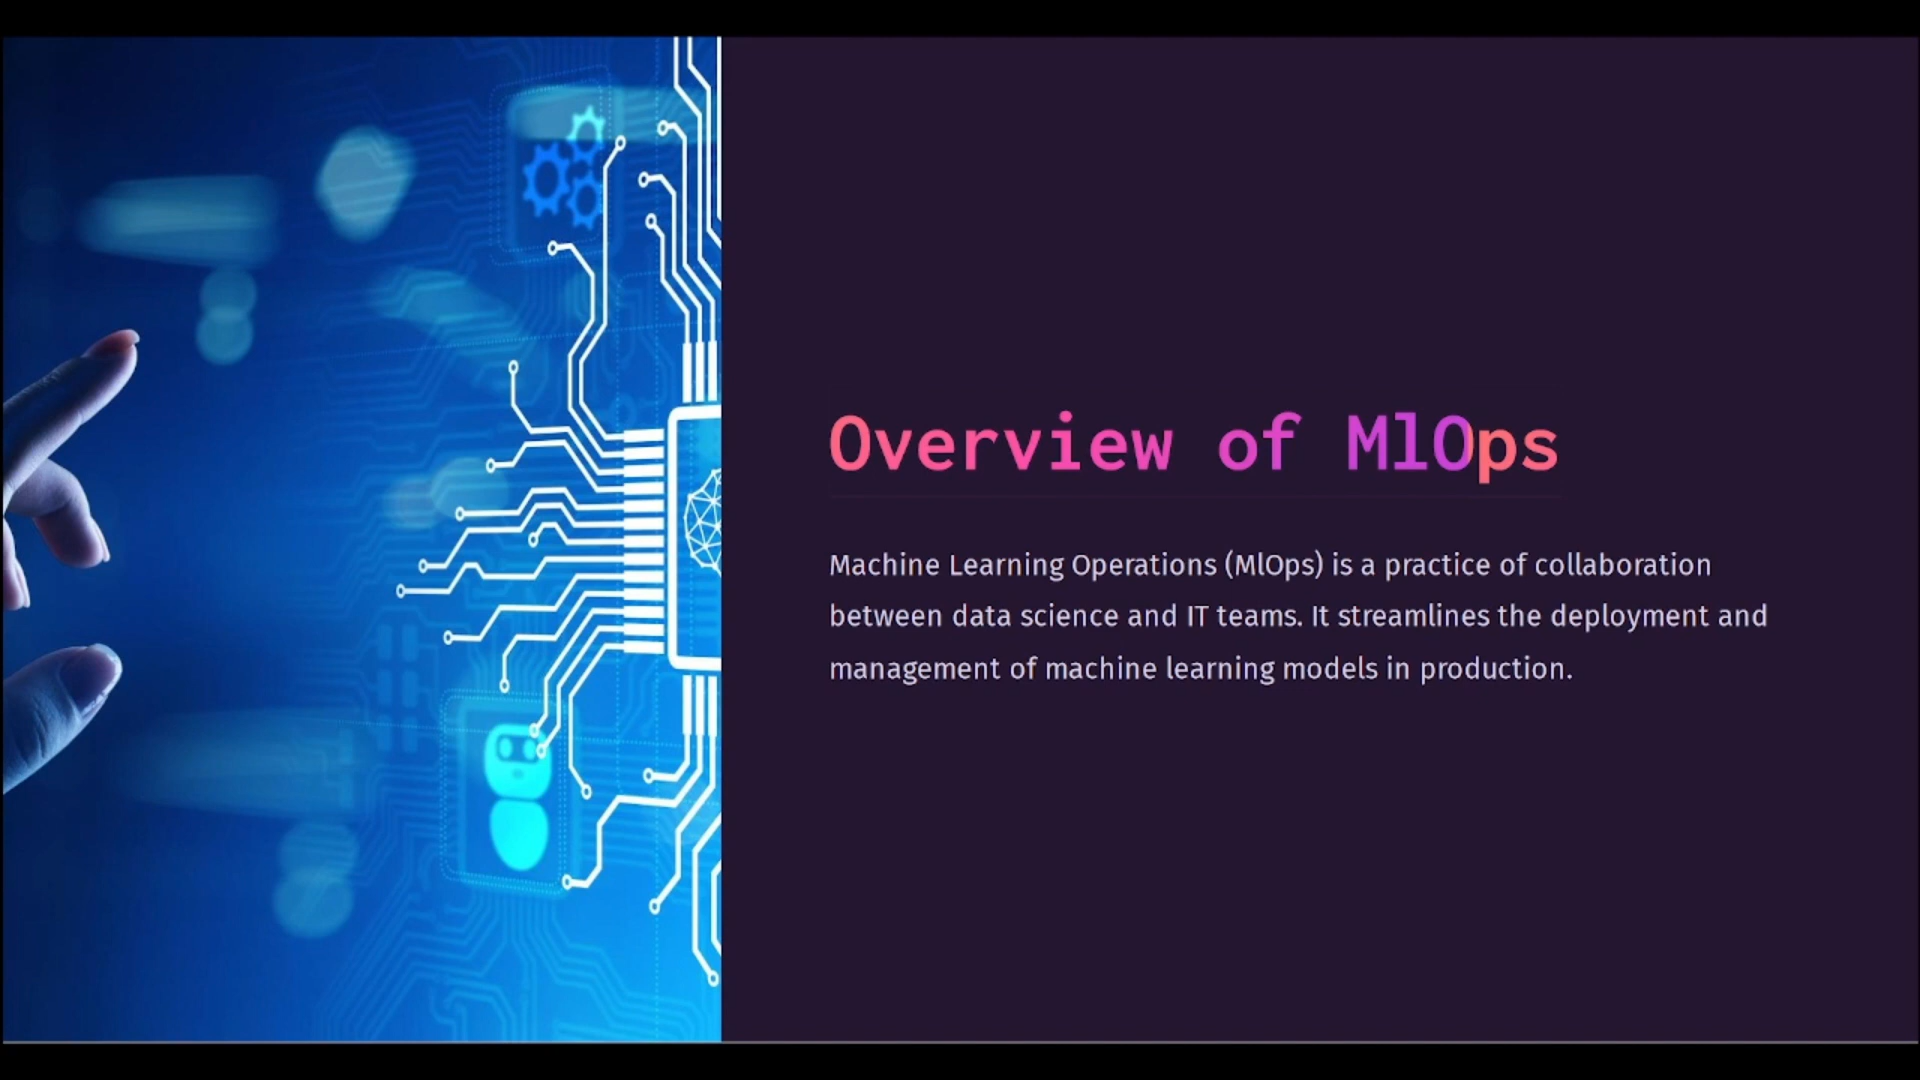 Overview of MlOps
Machine Learning Operations (MlOps) is a practice of collaboration
between data science and IT teams. It streamlines the deployment and
management of machine learning models in production.